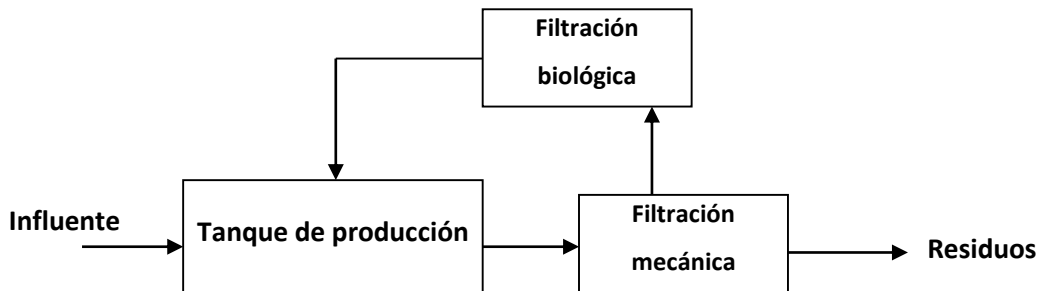 Filtración
biológica
Influente
Tanque de producción
Filtración
mecánica
Residuos